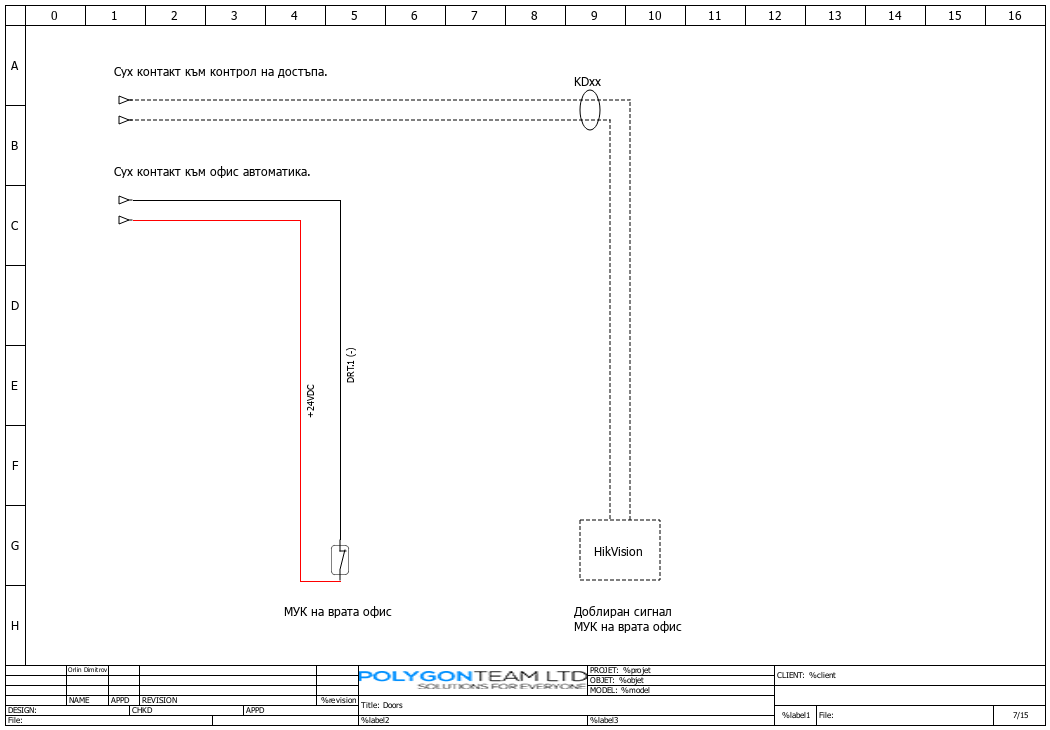 0 1 2 3 4 5 6 7 8 9 10 11 12 13 14 15 16
A
Сух контакт към контрол на достъпа.
KDxx
B
Сух контакт към офис автоматика.
C
D
E
DRT.1 (-)
+24VDC
F
G
HikVision
H
МУК на врата офис
Доблиран сигнал
МУК на врата офис
Orlin Dimitrov
NAME APPD REVISION %revision
DESIGN: CHKD APPD
File:
POLYGONTEAM LTD
SOLUTIONS FOR EVERYONE
Title: Doors
%label2
PROJET: %projet
OBJET: %objet
MODEL: %model
%label3
CLIENT: %client
%label1 File: 7/15